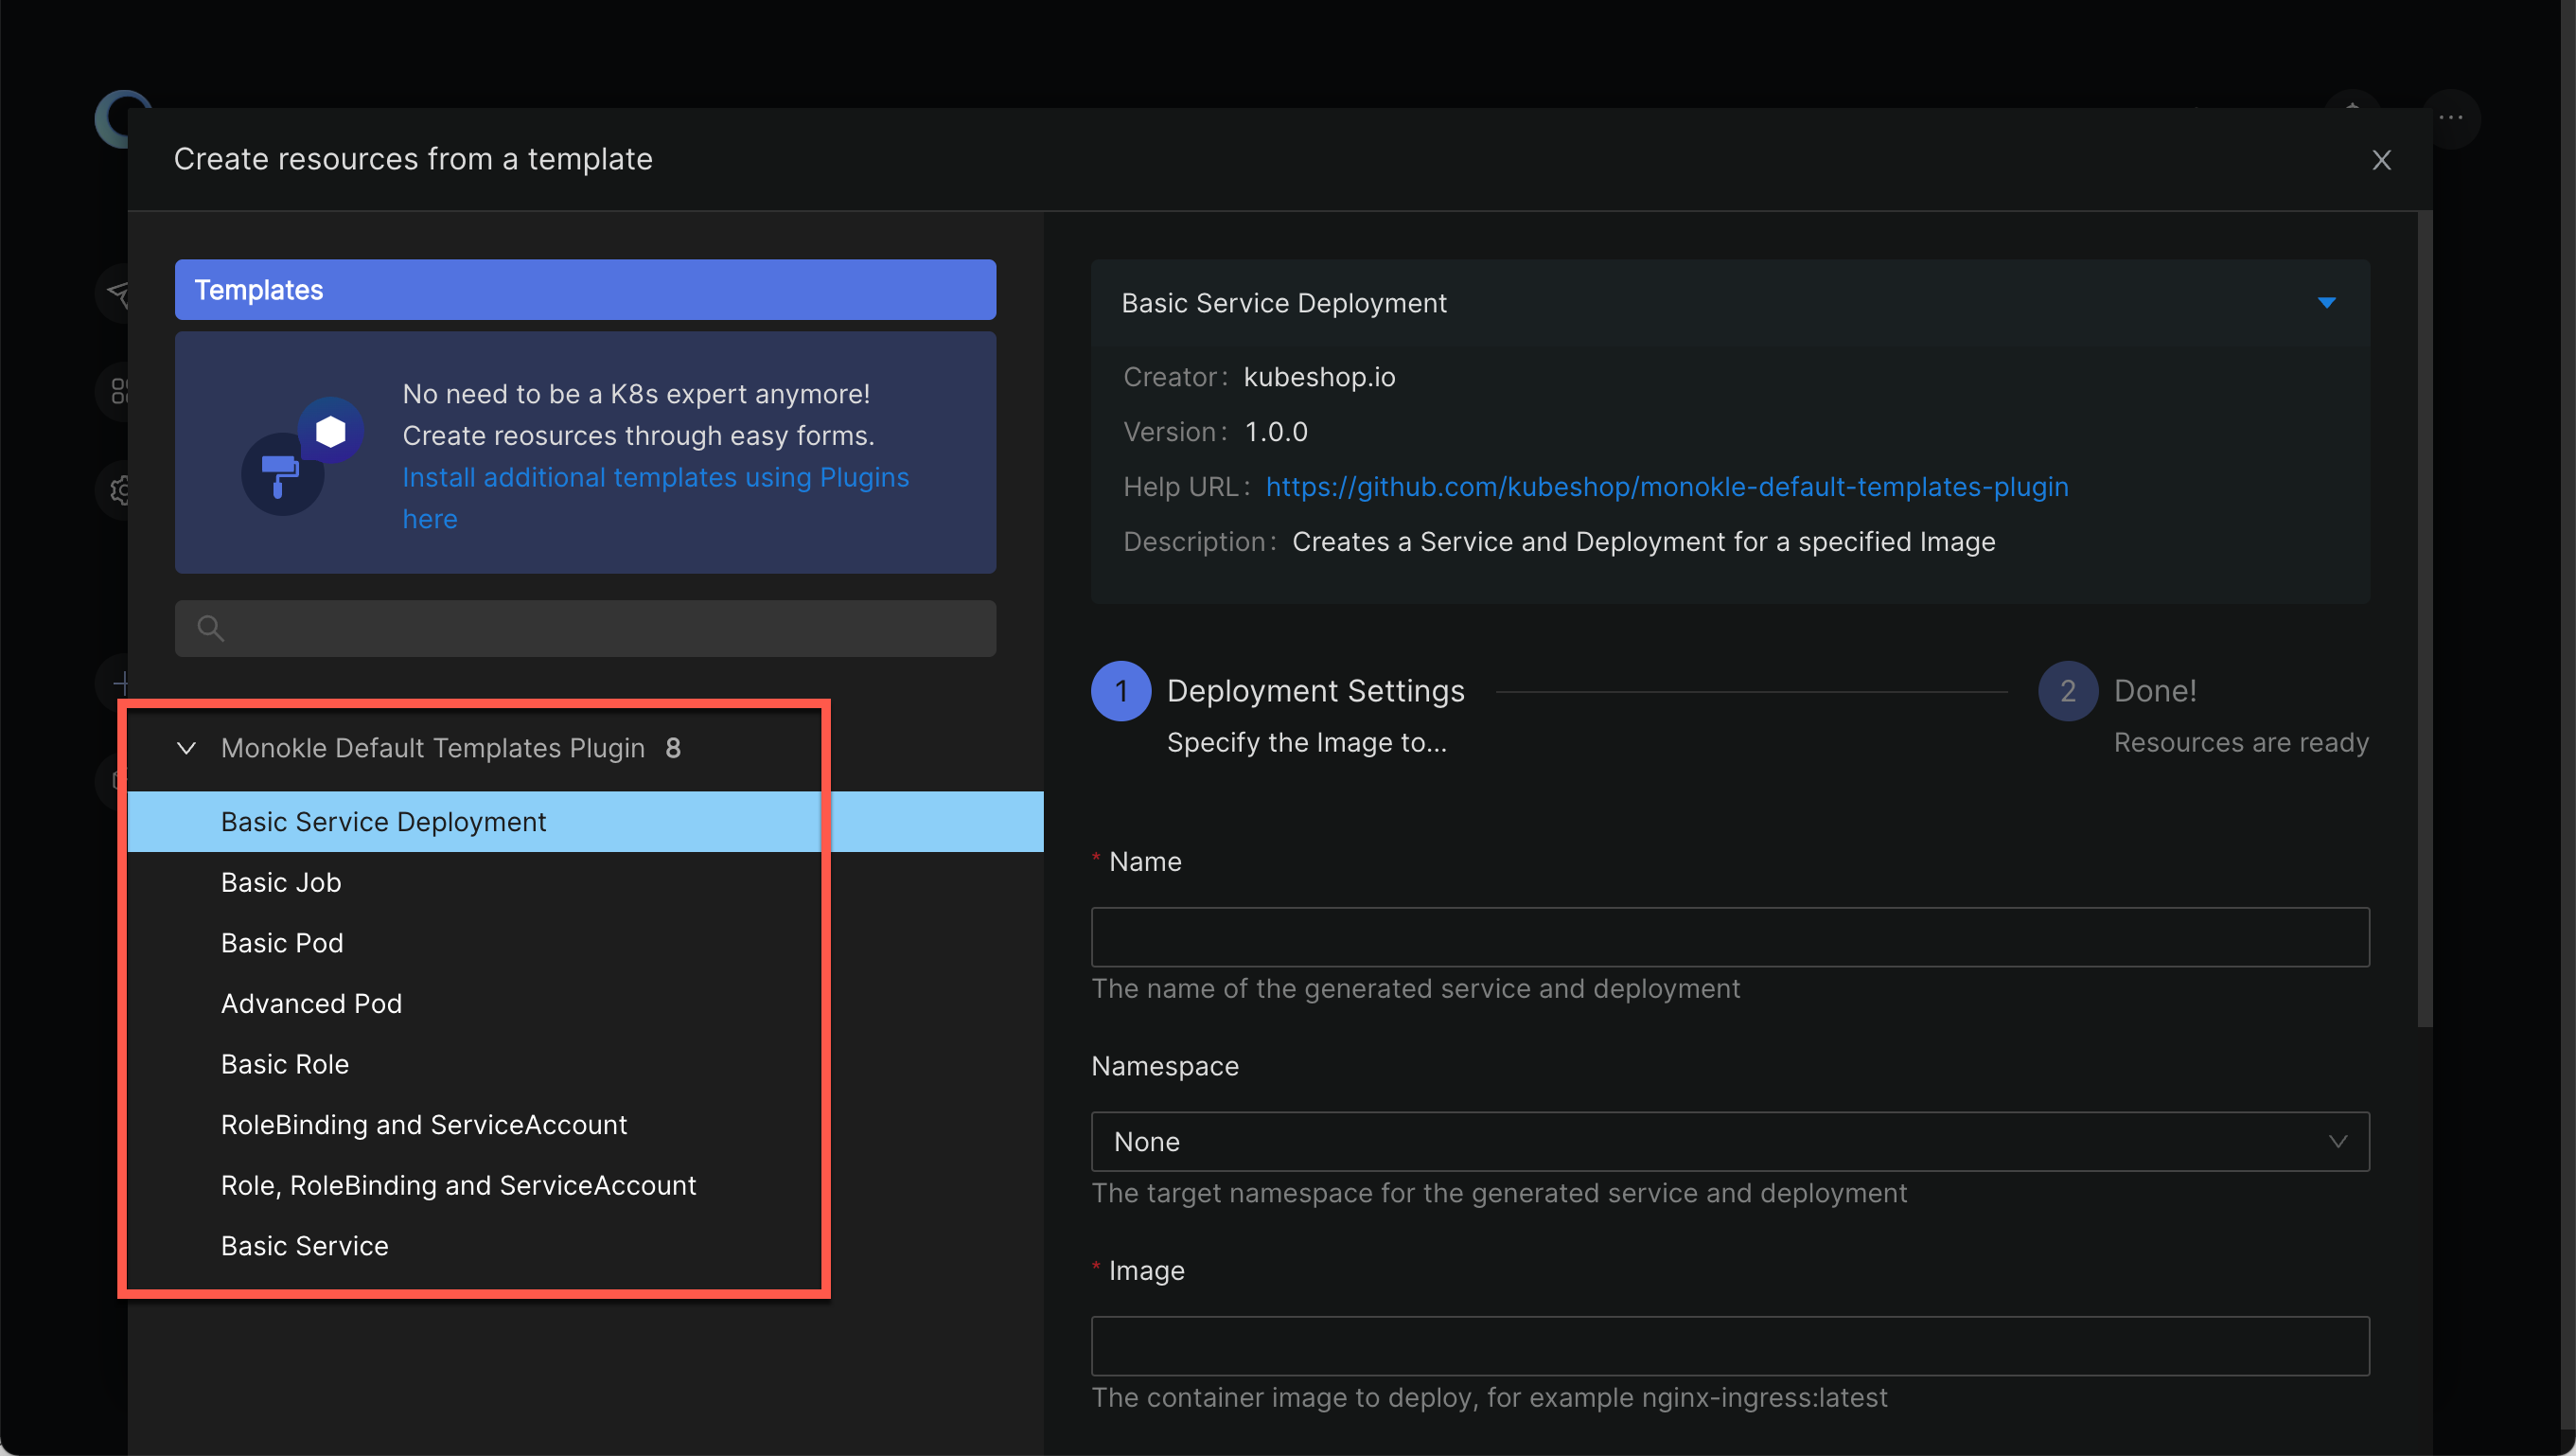 Create resources from a template
Templates
No need to be a K8s expert anymore!
Create reosurces through easy forms.
Install additional templates using Plugins
here
Monokle Default Templates Plugin 8
Basic Service Deployment
Basic Job
Basic Pod
Advanced Pod
Basic Role
RoleBinding and ServiceAccount
Role, RoleBinding and ServiceAccount
Basic Service
Basic Service Deployment
Creator: kubeshop.io
Version: 1.0.0
Help URL: https://github.com/kubeshop/monokle-default-templates-plugin
Description: Creates a Service and Deployment for a specified Image
1 Deployment Settings
Specify the Image to...
2 Done!
Resources are ready
* Name
The name of the generated service and deployment
Namespace
None
The target namespace for the generated service and deployment
* Image
The container image to deploy, for example nginx-ingress:latest